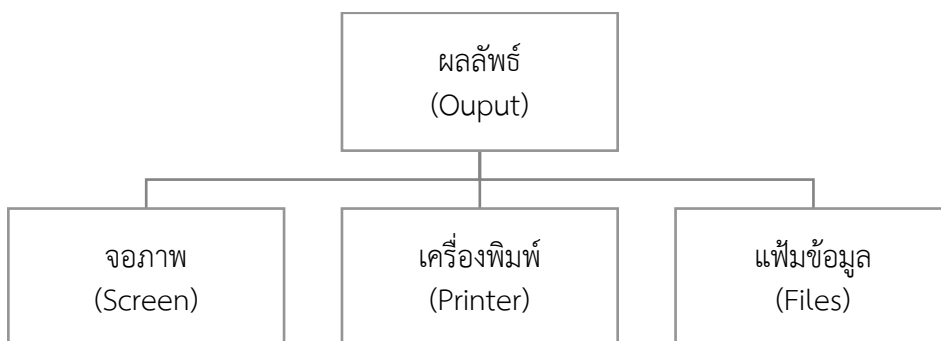 ผลลัพธ์
(Ouput)
จอภาพ
(Screen)
เครื่องพิมพ์
(Printer)
แฟ้มข้อมูล
(Files)